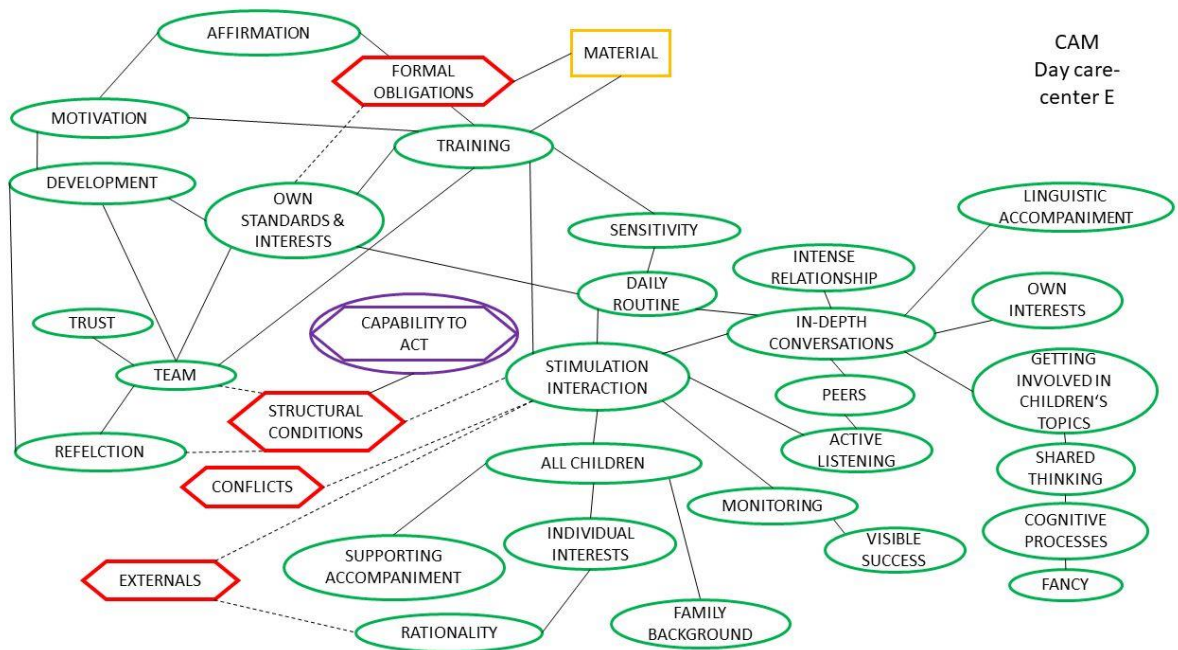 AFFIRMATION
FORMAL
OBLIGATIONS
MATERIAL
CAM
Day care-
center E
MOTIVATION
TRAINING
DEVELOPMENT
OWN
STANDARDS &
INTERESTS
SENSITIVITY
LINGUISTIC
ACCOMPANIMENT
INTENSE
RELATIONSHIP
DAILY
ROUTINE
OWN
INTERESTS
TRUST
CAPABILITY TO
ACT
IN-DEPTH
CONVERSATIONS
TEAM
STIMULATION
INTERACTION
GETTING
INVOLVED IN
CHILDREN'S
TOPICS
PEERS
STRUCTURAL
CONDITIONS
REFELCTION
ACTIVE
LISTENING
ALL CHILDREN
SHARED
THINKING
CONFLICTS
MONITORING
COGNITIVE
PROCESSES
INDIVIDUAL
INTERESTS
VISIBLE
SUCCESS
SUPPORTING
ACCOMPANIMENT
EXTERNALS
FANCY
RATIONALITY
FAMILY
BACKGROUND